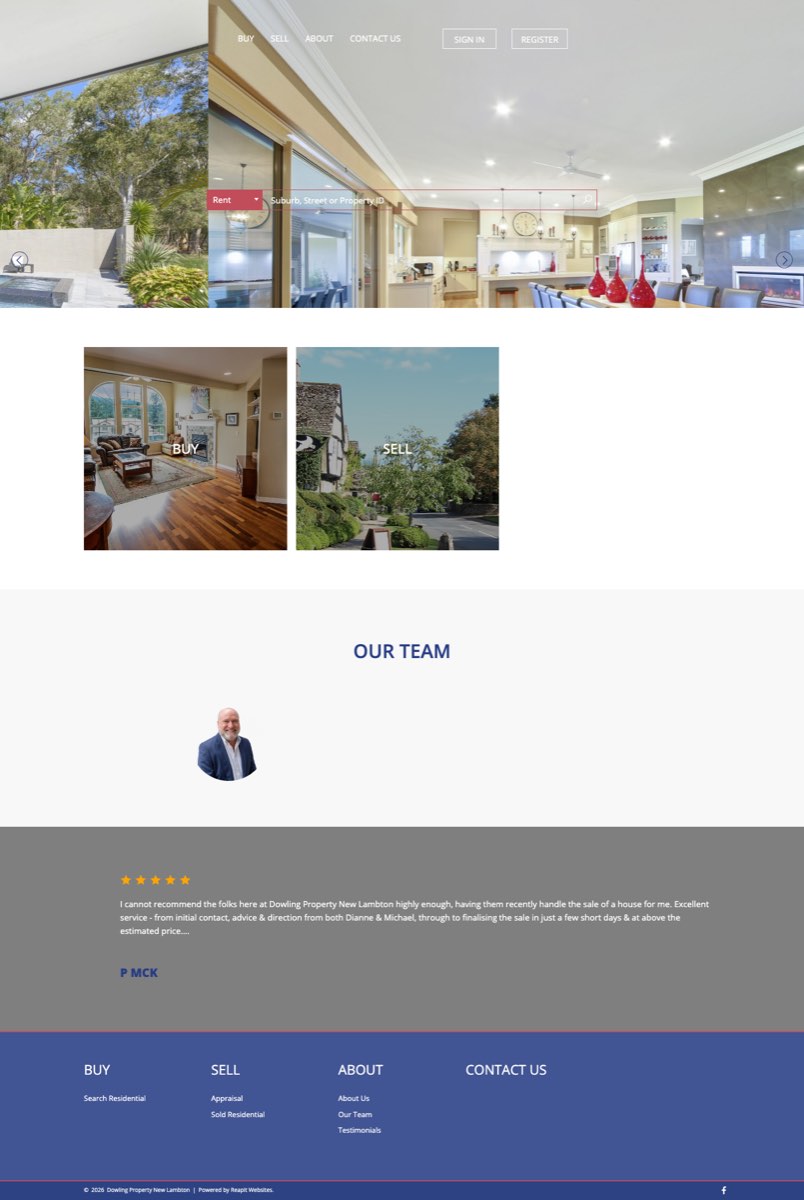 BUY SELL ABOUT CONTACT US SIGN IN REGISTER
Rent Suburb, Street or Property ID
BUY
SELL
OUR TEAM
I cannot recommend the folks here at Dowling Property New Lambton highly enough, having them recently handle the sale of a house for me. Excellent
service - from initial contact, advice & direction from both Dianne & Michael, through to finalising the sale in just a few short days & at above the
estimated price....
P MCK
BUY SELL ABOUT CONTACT US
Search Residential Appraisal About Us
Sold Residential Our Team
Testimonials
© 2026 Dowling Property New Lambton | Powered by Reapit Websites.